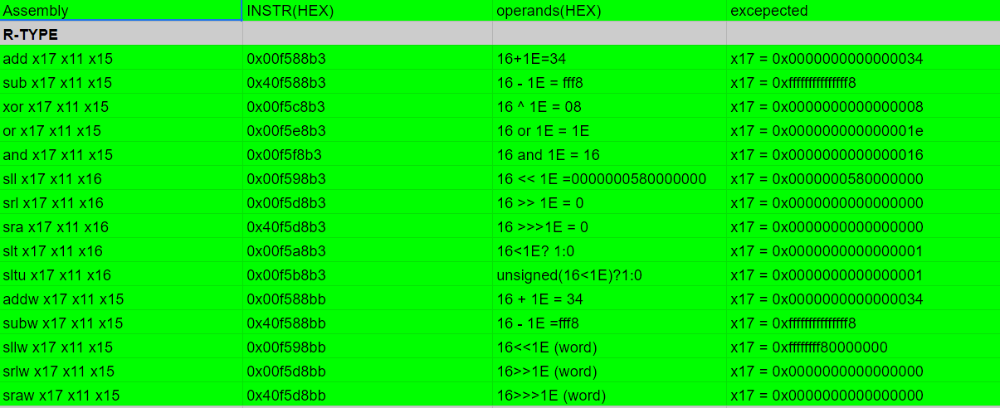 Assembly INSTR(HEX) operands(HEX) excepected
R-TYPE
add x17 x11 x15 0x00f588b3 16+1E=34 x17 = 0x0000000000000034
sub x17 x11 x15 0x40f588b3 16 - 1E = fff8 x17 = 0xfffffffffffffff8
xor x17 x11 x15 0x00f5c8b3 16 ^ 1E = 08 x17 = 0x0000000000000008
or x17 x11 x15 0x00f5e8b3 16 or 1E = 1E x17 = 0x000000000000001e
and x17 x11 x15 0x00f5f8b3 16 and 1E = 16 x17 = 0x0000000000000016
sll x17 x11 x16 0x00f598b3 16 << 1E =0000000580000000 x17 = 0x0000000580000000
srl x17 x11 x16 0x00f5d8b3 16 >> 1E = 0 x17 = 0x0000000000000000
sra x17 x11 x16 0x40f5d8b3 16 >>>1E = 0 x17 = 0x0000000000000000
slt x17 x11 x16 0x00f5a8b3 16<1E? 1:0 x17 = 0x0000000000000001
sltu x17 x11 x16 0x00f5b8b3 unsigned(16<1E)?1:0 x17 = 0x0000000000000001
addw x17 x11 x15 0x00f588bb 16 + 1E = 34 x17 = 0x0000000000000034
subw x17 x11 x15 0x40f588bb 16 - 1E =fff8 x17 = 0xfffffffffffffff8
sllw x17 x11 x15 0x00f598bb 16<<1E (word) x17 = 0xffffffff80000000
srlw x17 x11 x15 0x00f5d8bb 16>>1E (word) x17 = 0x0000000000000000
sraw x17 x11 x15 0x40f5d8bb 16>>>1E (word) x17 = 0x0000000000000000